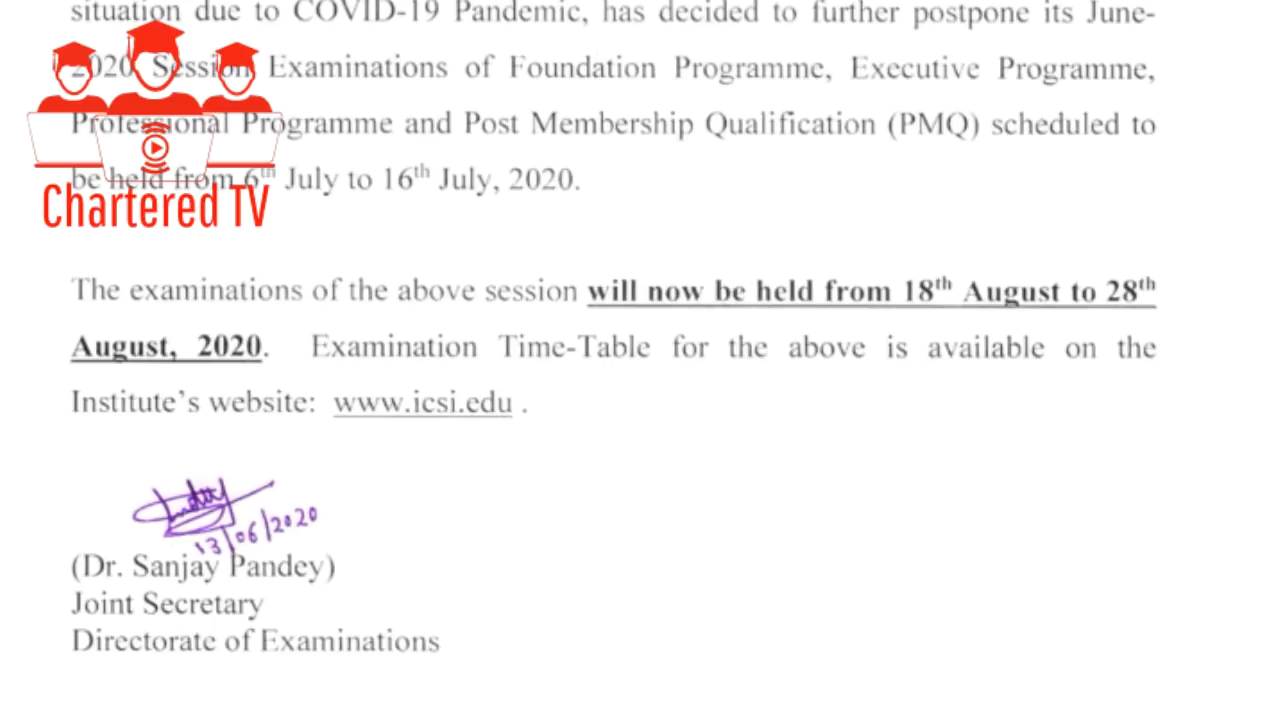 situation due to COVID-19 Pandemic, has decided to further postpone its June-
2020 Session Examinations of Foundation Programme, Executive Programme,
Professional Programme and Post Membership Qualification (PMQ) scheduled to
be held from 6th July to 16th July, 2020.
Chartered TV
The examinations of the above session will now be held from 18th August to 28th
August, 2020. Examination Time-Table for the above is available on the
Institute's website: www.icsi.edu .
13/06/2020
(Dr. Sanjay Pandey)
Joint Secretary
Directorate of Examinations